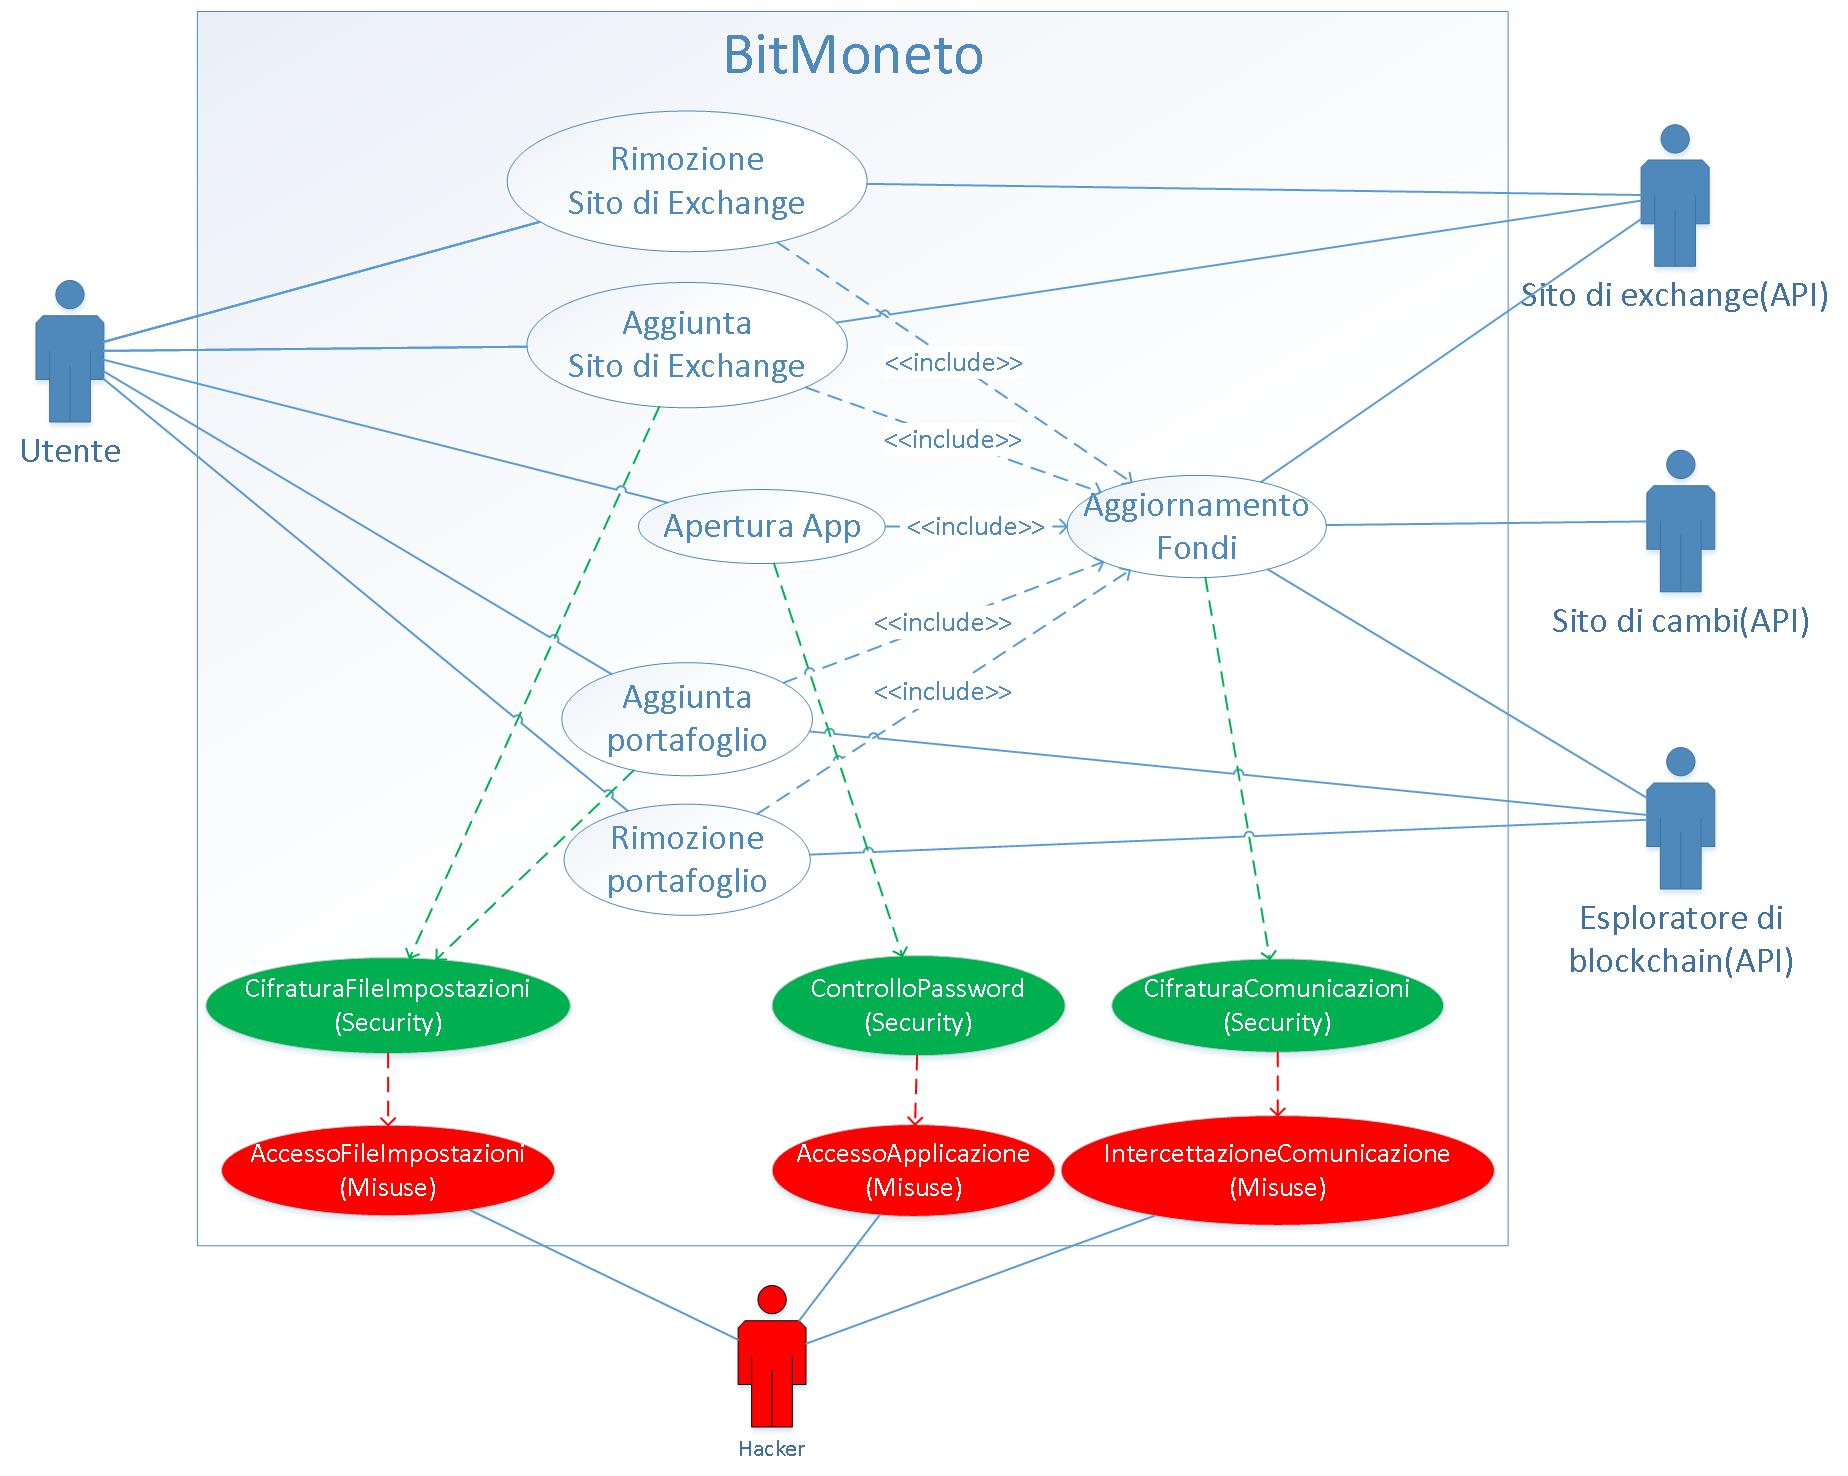 BitMoneto
Rimozione
Sito di Exchange
Aggiunta
Sito di Exchange
Sito di exchange(API)
<<include>>
<<include>>
Utente
Apertura App
<<include>>
Aggiornamento
Fondi
Sito di cambi(API)
<<include>>
<<include>>
Aggiunta
portafoglio
Rimozione
portafoglio
Esploratore di
blockchain(API)
CifraturaFileImpostazioni
(Security)
ControlloPassword
(Security)
CifraturaComunicazioni
(Security)
AccessoFileImpostazioni
(Misuse)
AccessoApplicazione
(Misuse)
IntercettazioneComunicazione
(Misuse)
Hacker